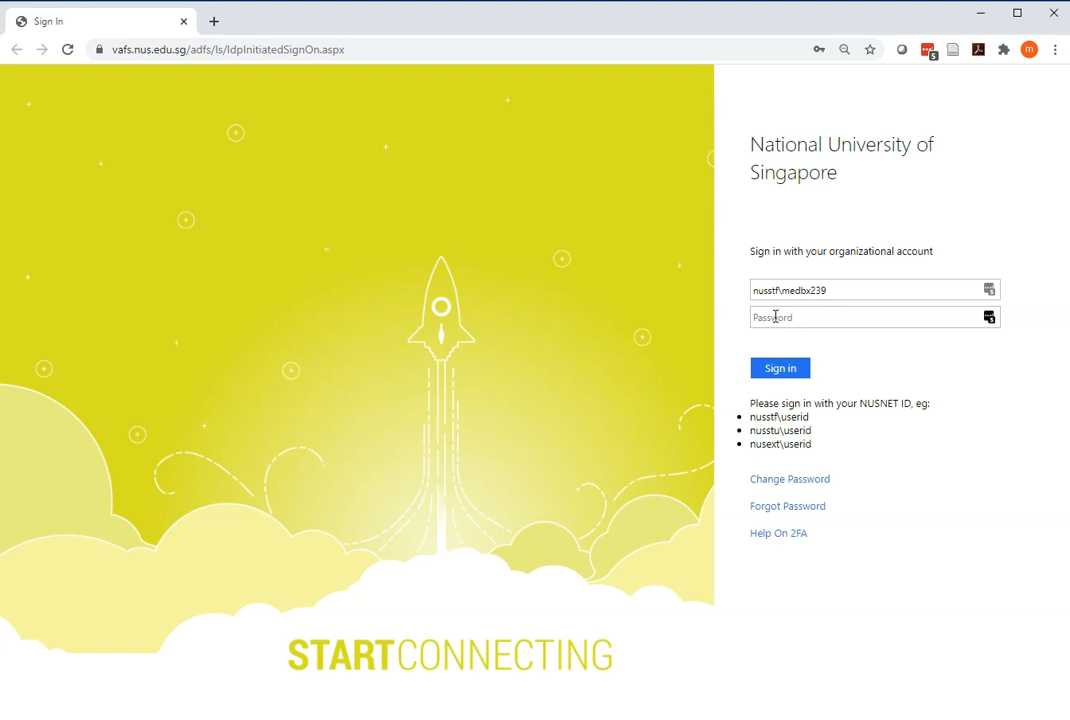 Sign In
vafs.nus.edu.sg/adfs/ls/IdpInitiatedSignOn.aspx
5
m
National University of
Singapore
Sign in with your organizational account
nusstf\medbx239
Password
Sign in
Please sign in with your NUSNET ID, eg:
nusstf\userid
nusstu\userid
nusext\userid
Change Password
Forgot Password
Help On 2FA
STARTCONNECTING